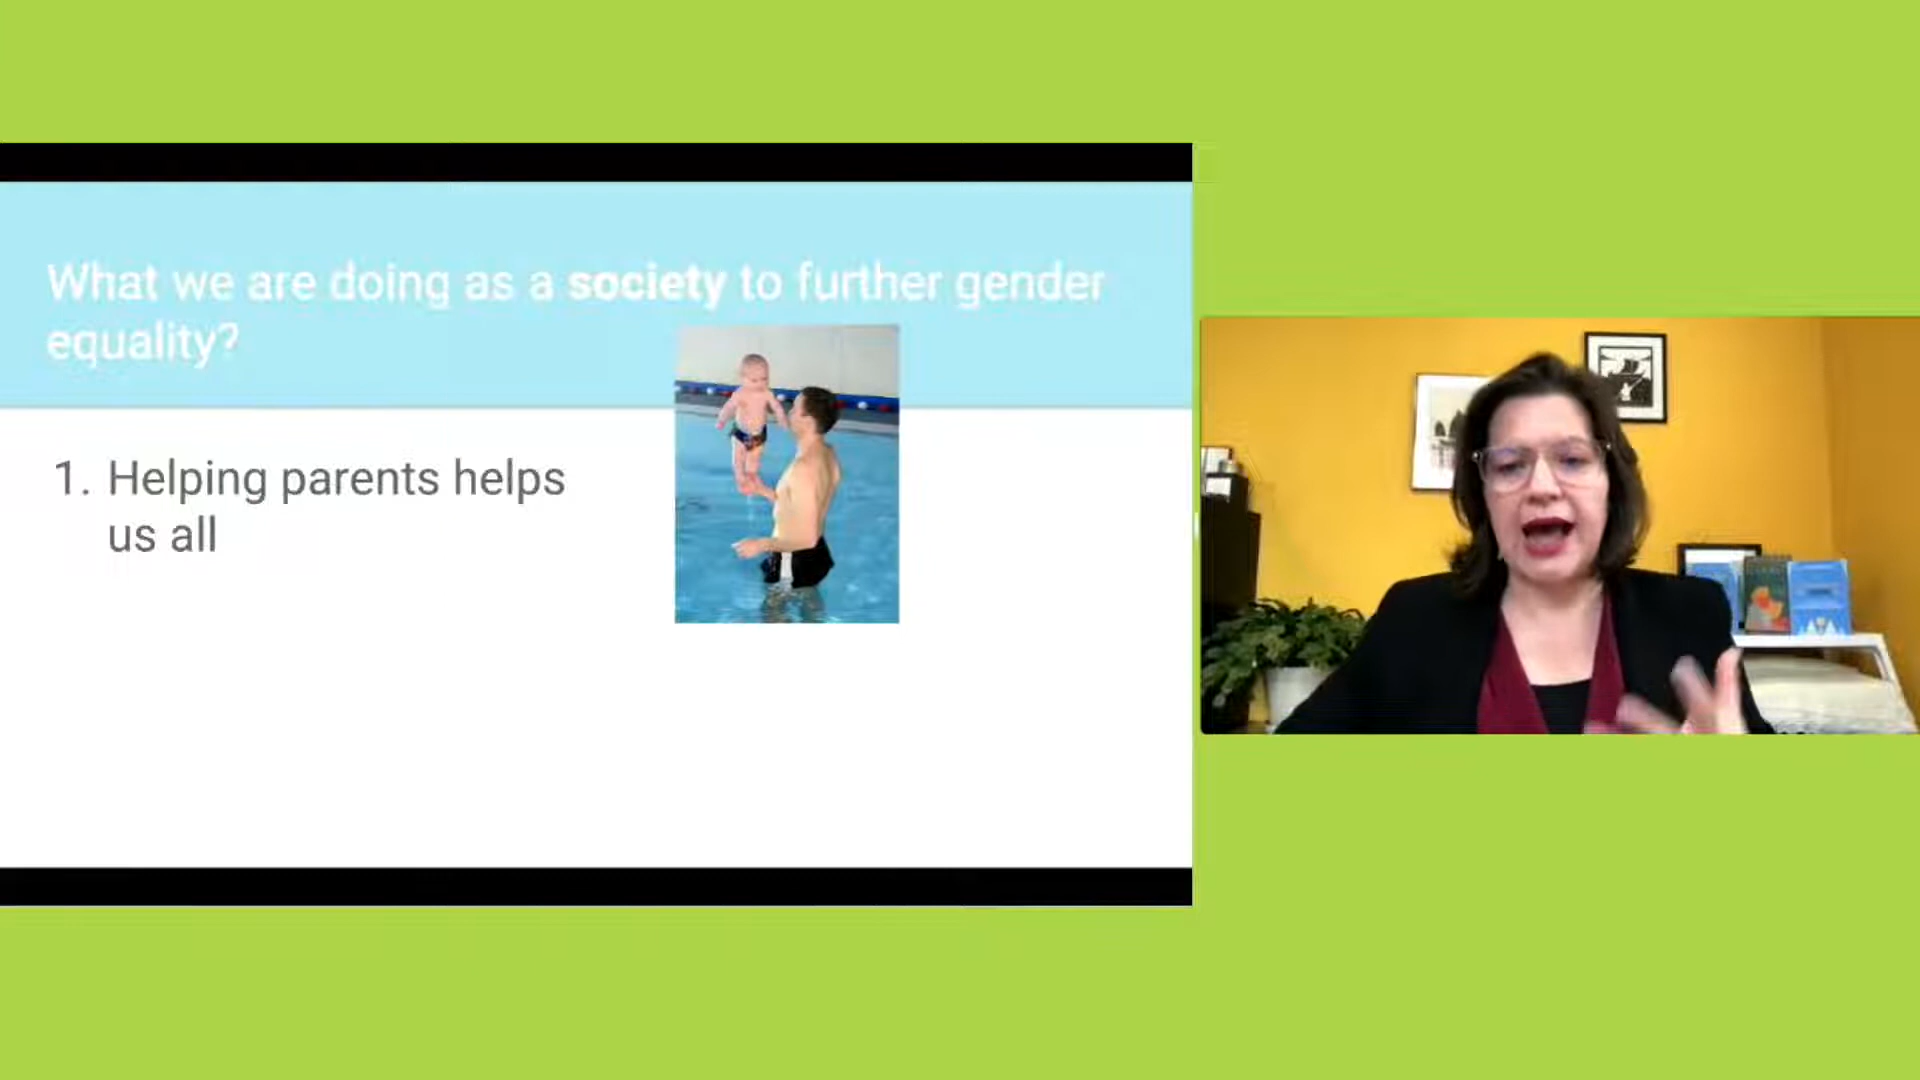 What we are doing as a society to further gender
equality?
1. Helping parents helps
us all